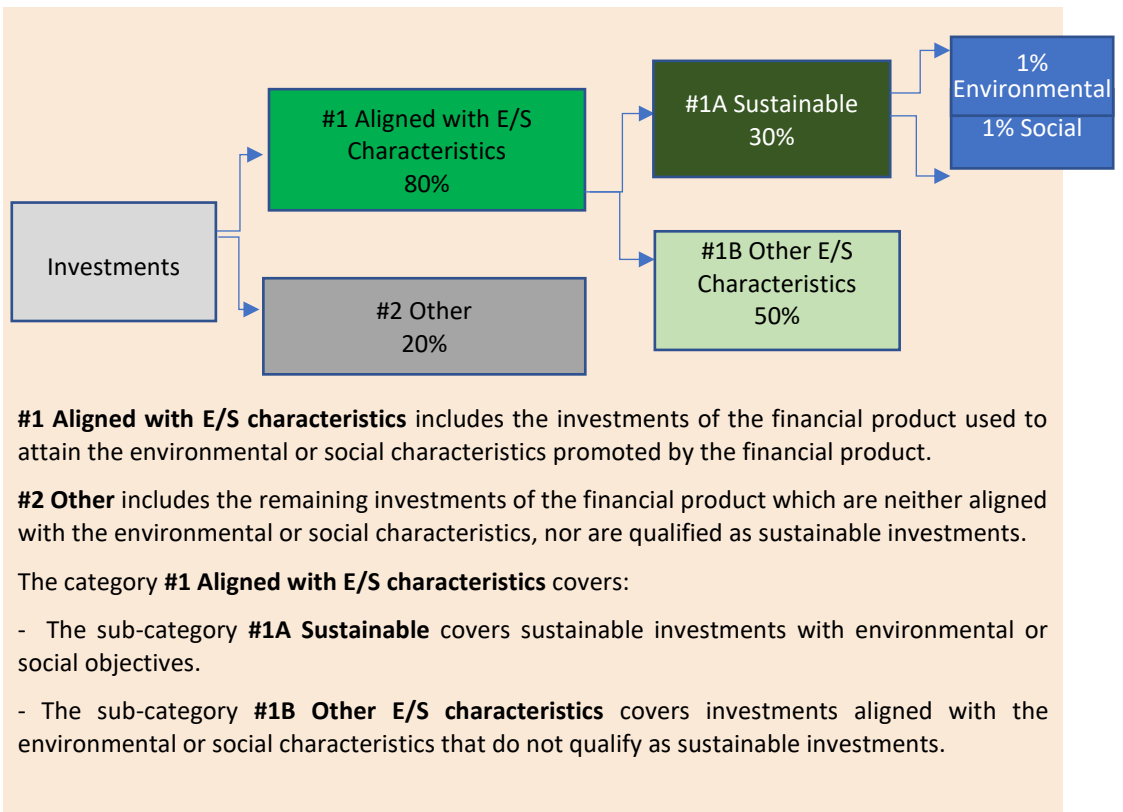 1%
Environmental
1% Social
#1A Sustainable
30%
#1 Aligned with E/S
Characteristics
80%
Investments
#1B Other E/S
Characteristics
50%
#2 Other
20%
#1 Aligned with E/S characteristics includes the investments of the financial product used to
attain the environmental or social characteristics promoted by the financial product.
#2 Other includes the remaining investments of the financial product which are neither aligned
with the environmental or social characteristics, nor are qualified as sustainable investments.
The category #1 Aligned with E/S characteristics covers:
- The sub-category #1A Sustainable covers sustainable investments with environmental or
social objectives.
- The sub-category #1B Other E/S characteristics covers investments aligned with the
environmental or social characteristics that do not qualify as sustainable investments.